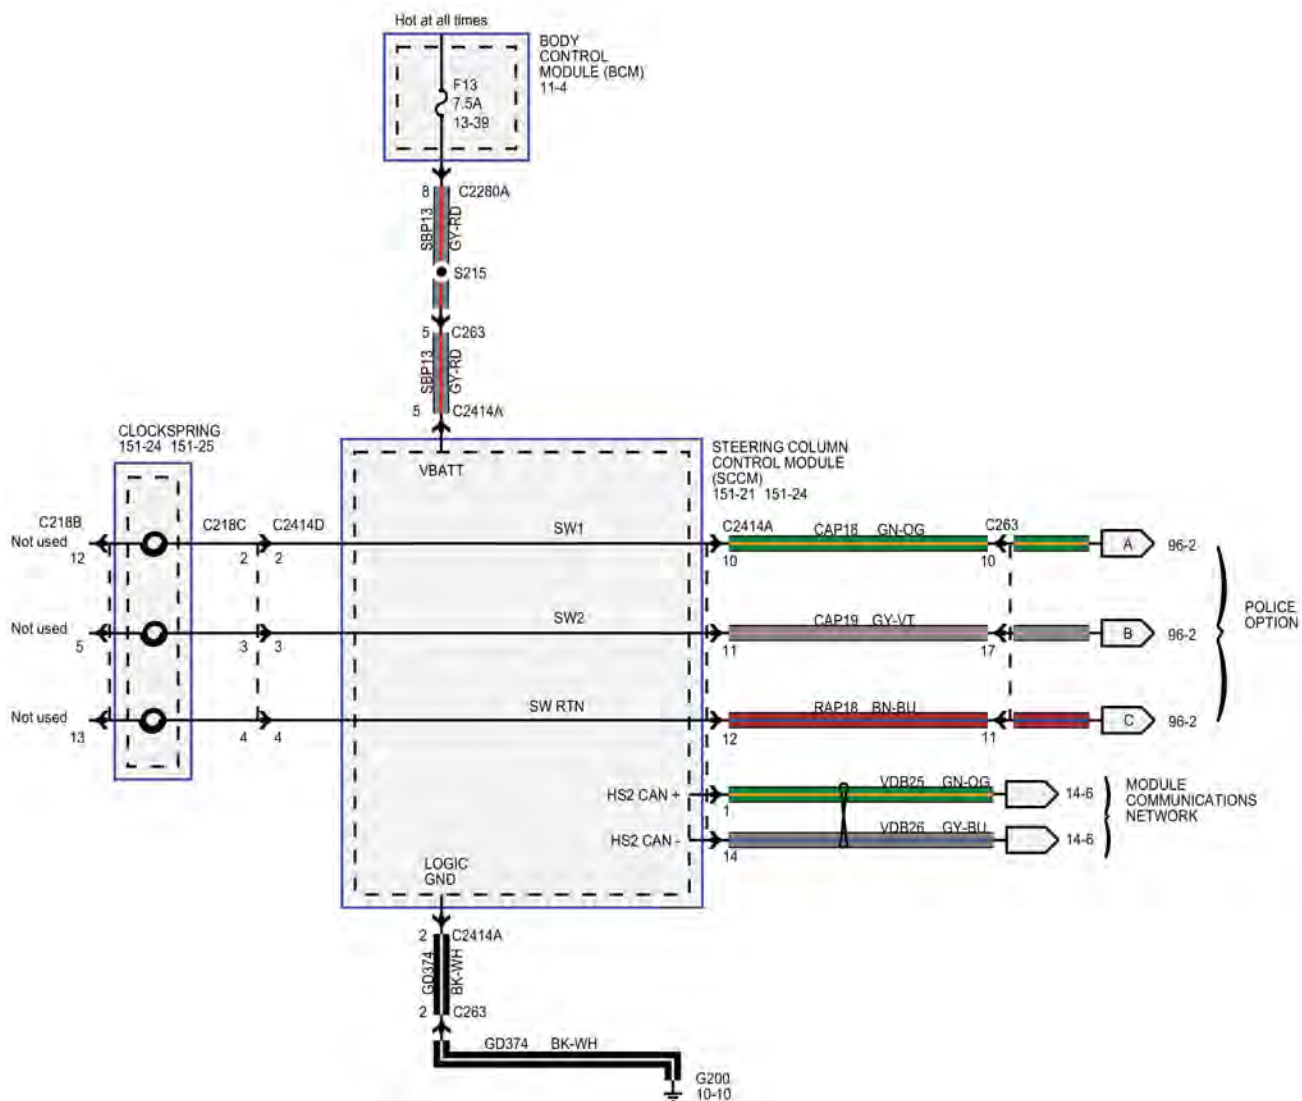 Hot at all times
BODY
CONTROL
MODULE (BCM)
11-4
F13
7.5A
13-39
8 C2280A
SBP13 GY-RD
S215
5 C263
SBP13 GY-RD
5 C2414A
CLOCKSPRING
151-24 151-25
VBATT
STEERING COLUMN
CONTROL MODULE
(SCCM)
151-21 151-24
C218B C218C C2414D SW1 C2414A CAP18 GN-OG C263
Not used A 96-2
12 2 2 10 10
SW2 CAP19 GY-VT
Not used B 96-2
5 3 3 11 17
POLICE
OPTION
SW RTN RAP18 BN-BU
Not used C 96-2
13 4 4 12 11
HS2 CAN + VDB25 GN-OG 14-6
1
HS2 CAN - VDB26 GY-BU 14-6
14
MODULE
COMMUNICATIONS
NETWORK
LOGIC
GND
2 C2414A
GD374 BK-WH
2 C263
GD374 BK-WH
G200
10-10